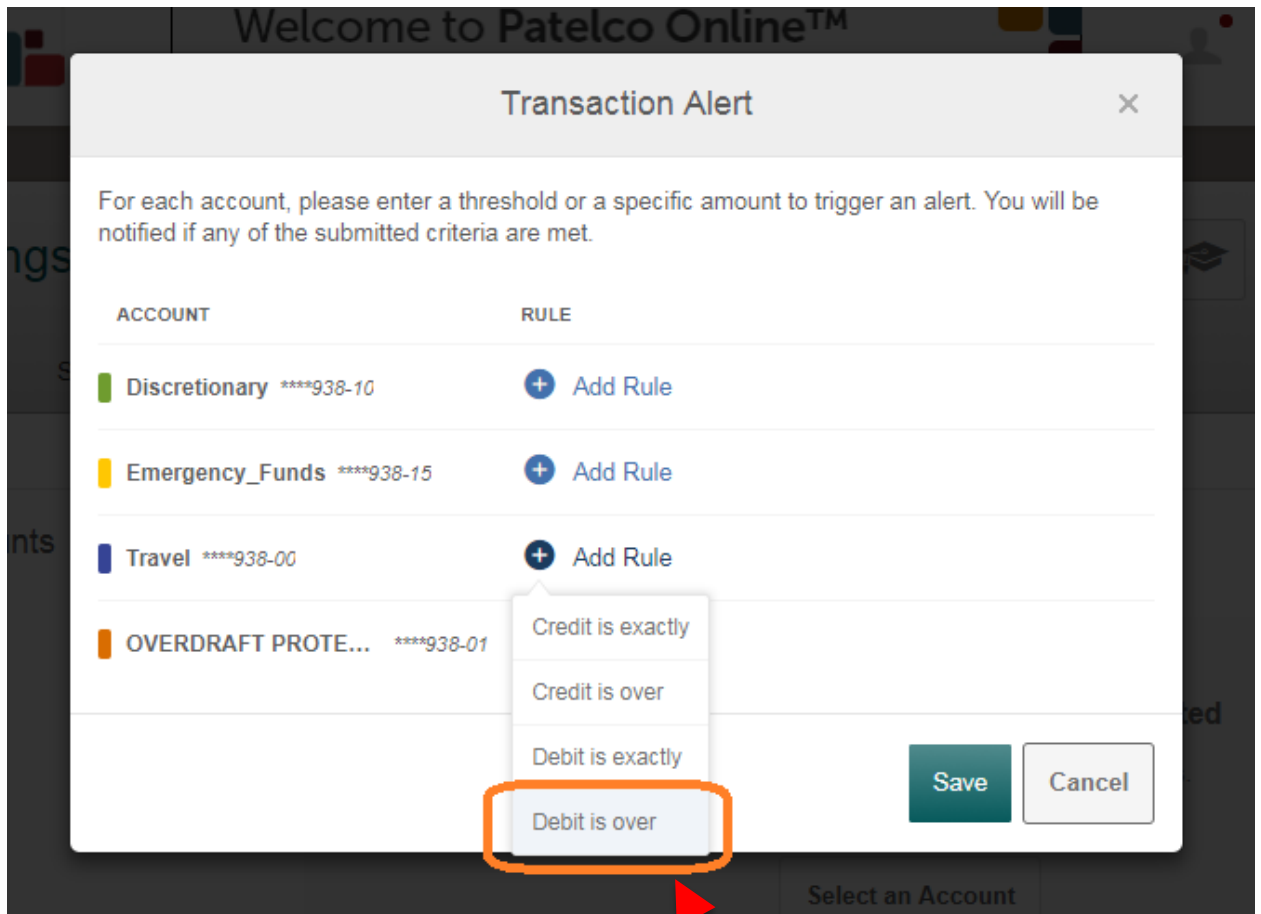 Welcome to Patelco Online™
Transaction Alert
For each account, please enter a threshold or a specific amount to trigger an alert. You will be
notified if any of the submitted criteria are met.
ngs
ACCOUNT RULE
S
Discretionary ****938-10 Add Rule
Emergency_Funds ****938-15 Add Rule
unts
Travel ****938-00 Add Rule
Credit is exactly
OVERDRAFT PROTE... ****938-01
Credit is over
ted
Debit is exactly
Save Cancel
Debit is over
Select an Account